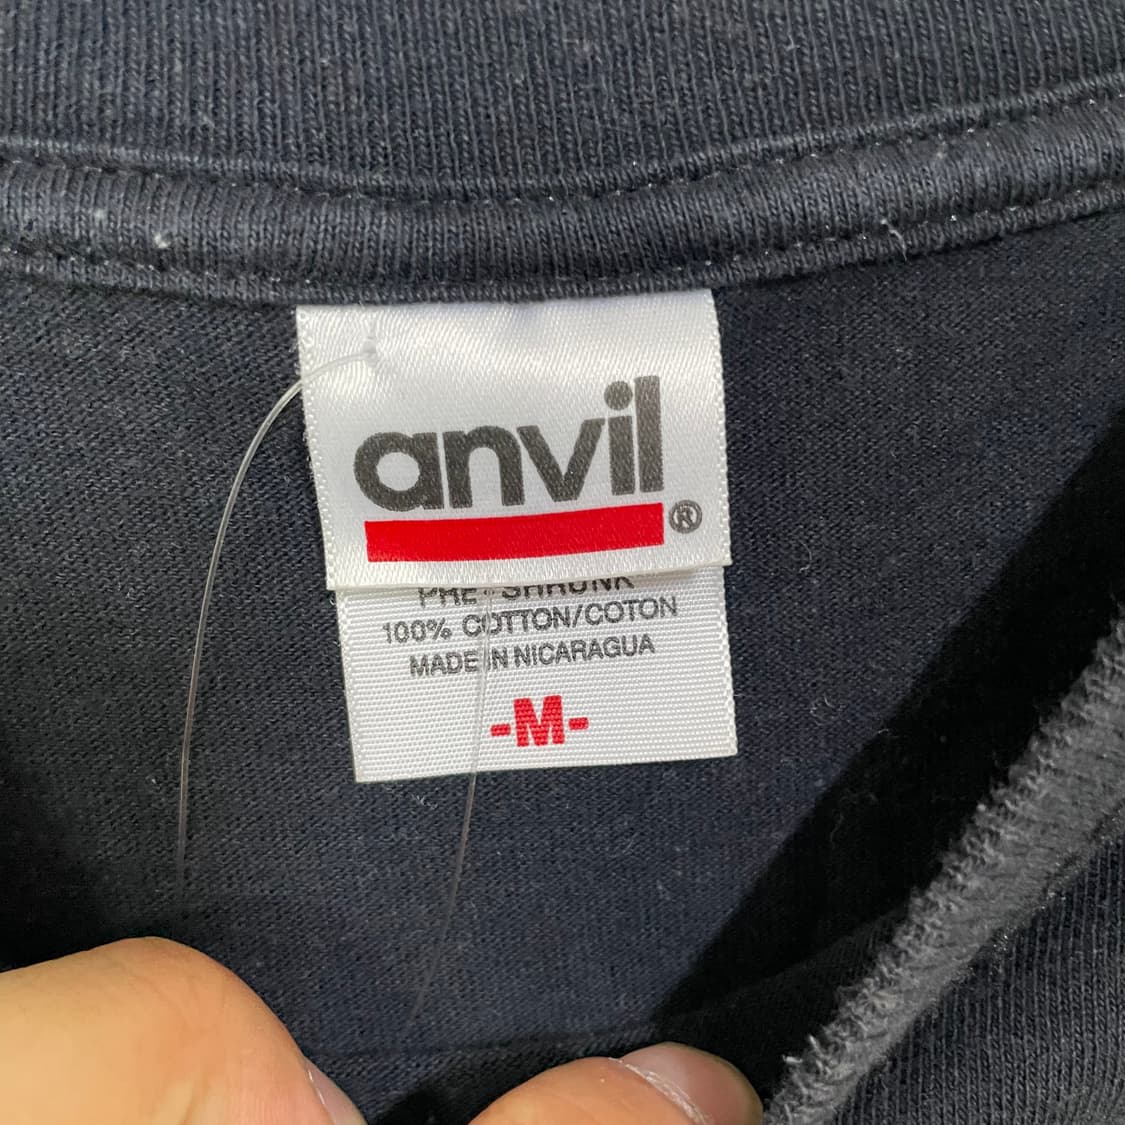 anvil®
PRE-SHRUNK
100% COTTON/COTON
MADE IN NICARAGUA
-M-